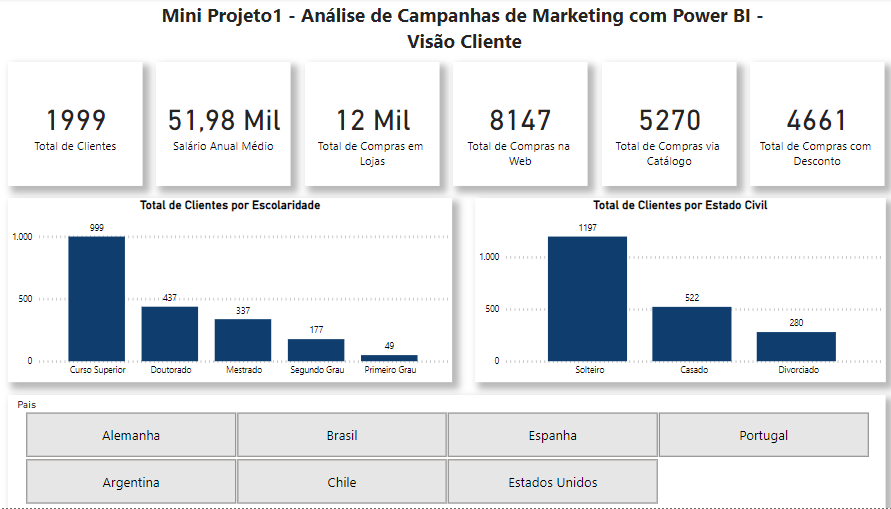 Mini Projeto1 - Análise de Campanhas de Marketing com Power BI -
Visão Cliente
1999
Total de Clientes
51,98 Mil
Salário Anual Médio
12 Mil
Total de Compras em
Lojas
8147
Total de Compras na
Web
5270
Total de Compras via
Catálogo
4661
Total de Compras com
Desconto
Total de Clientes por Escolaridade
1.000
500
0
999
437
337
177
49
Curso Superior
Doutorado
Mestrado
Segundo Grau
Primeiro Grau
Total de Clientes por Estado Civil
1.000
500
0
1197
522
280
Solteiro
Casado
Divorciado
Pais
Alemanha
Brasil
Espanha
Portugal
Argentina
Chile
Estados Unidos